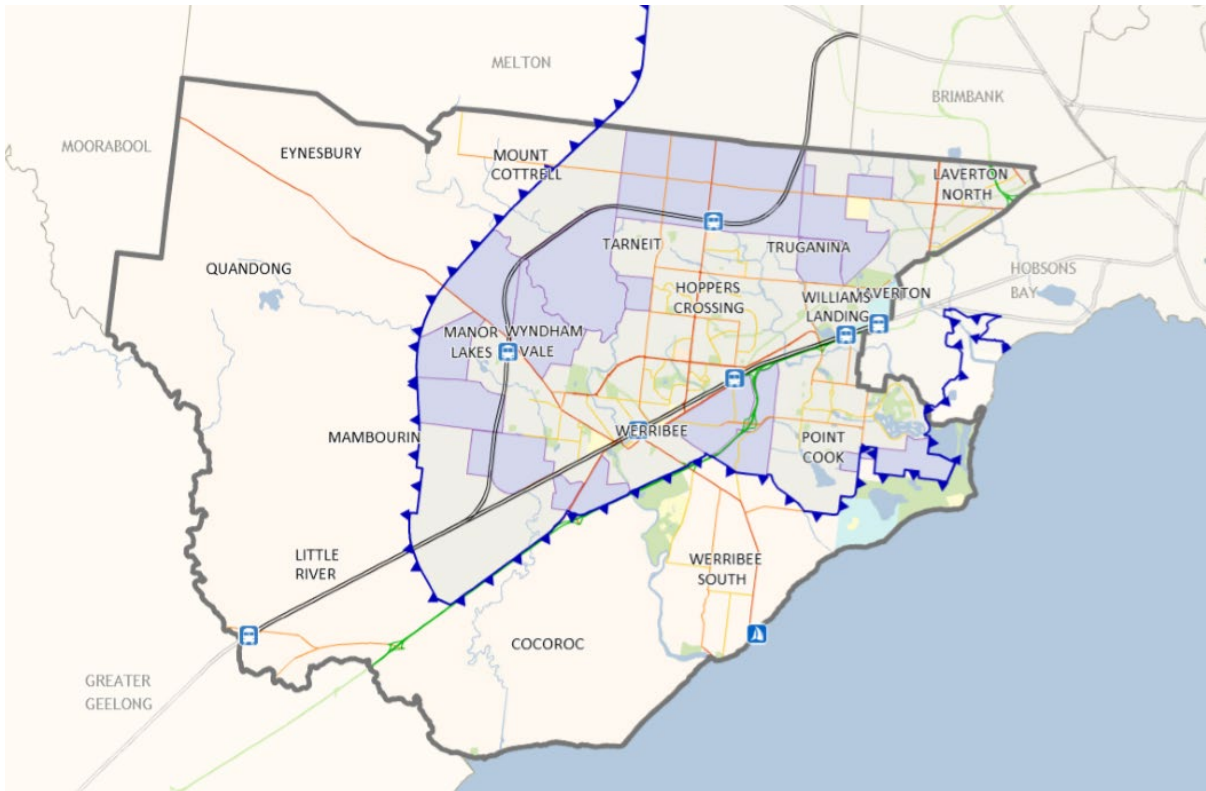 MELTON
BRIMBANK
MOORABOOL
EYNESBURY
MOUNT
COTTRELL
LAVERTON
NORTH
TARNEIT
TRUGANINA
QUANDONG
HOBSONS
BAY
HOPPERS
CROSSING
WILLIAMS
LANDING
AVERTON
MANOR
LAKES
WYNDHAM
VALE
MAMBOURIN
WERRIBEE
POINT
COOK
LITTLE
RIVER
WERRIBEE
SOUTH
COCOROC
GREATER
GEELONG